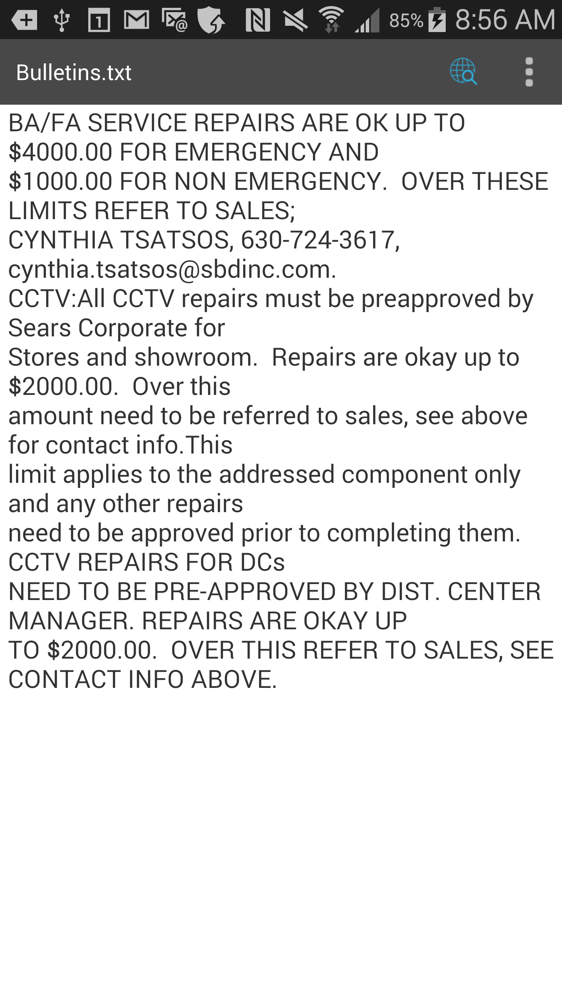 1 85% 8:56 AM
Bulletins.txt
BA/FA SERVICE REPAIRS ARE OK UP TO
$4000.00 FOR EMERGENCY AND
$1000.00 FOR NON EMERGENCY.  OVER THESE
LIMITS REFER TO SALES;
CYNTHIA TSATSOS, 630-724-3617,
cynthia.tsatsos@sbdinc.com.
CCTV:All CCTV repairs must be preapproved by
Sears Corporate for
Stores and showroom.  Repairs are okay up to
$2000.00.  Over this
amount need to be referred to sales, see above
for contact info.This
limit applies to the addressed component only
and any other repairs
need to be approved prior to completing them.
CCTV REPAIRS FOR DCs
NEED TO BE PRE-APPROVED BY DIST. CENTER
MANAGER. REPAIRS ARE OKAY UP
TO $2000.00.  OVER THIS REFER TO SALES, SEE
CONTACT INFO ABOVE.